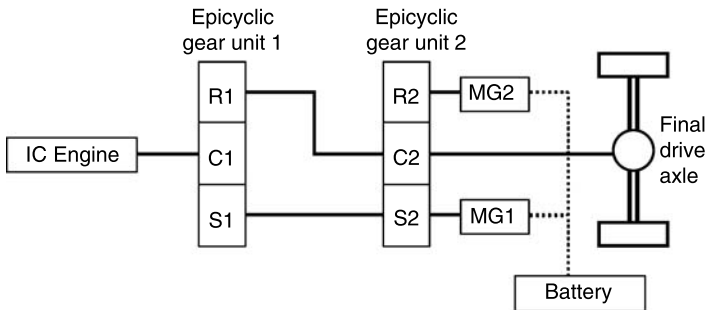 Epicyclic
gear unit 1
Epicyclic
gear unit 2
R1
R2
MG2
IC Engine
C1
C2
Final
drive
axle
S1
S2
MG1
Battery